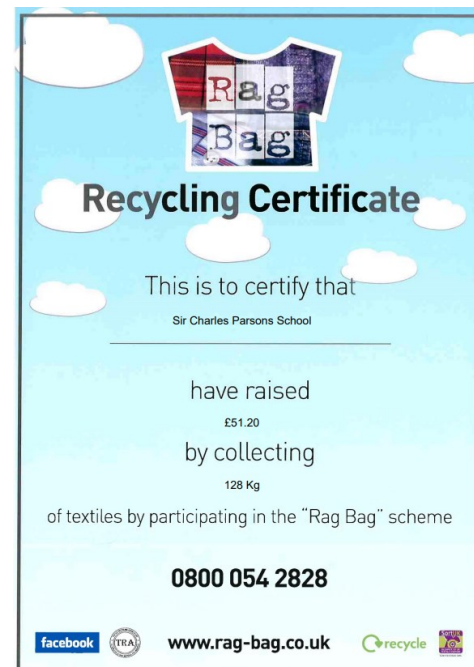 Rag
Bag
Recycling Certificate
This is to certify that
Sir Charles Parsons School
have raised
£51.20
by collecting
128 Kg
of textiles by participating in the “Rag Bag” scheme
0800 054 2828
facebook
TRA
www.rag-bag.co.uk
recycle